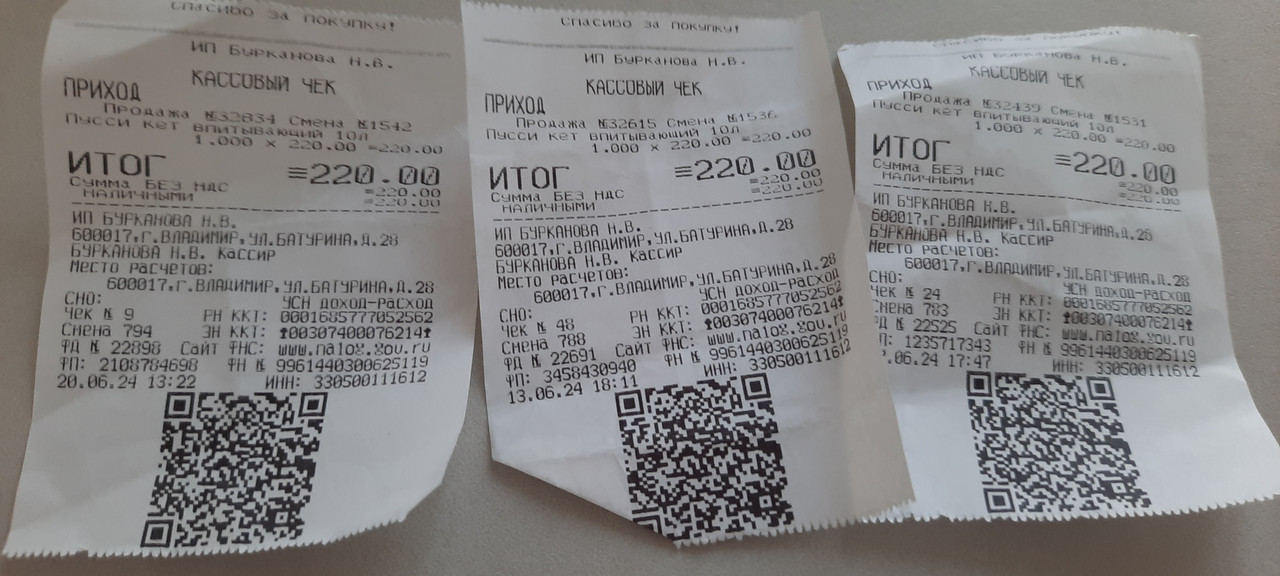 СПАСИБО ЗА ПОКУПКУ!
ИП БУРКАНОВА Н.В.
КАССОВЫЙ ЧЕК
ПРИХОД
Продажа №32834 Смена №1542
Пусси кет впитывающий 10л
1.000 x 220.00 =220.00
ИТОГ ≡220.00
Сумма БЕЗ НДС =220.00
НАЛИЧНЫМИ =220.00
ИП БУРКАНОВА Н.В.
600017,Г.ВЛАДИМИР,УЛ.БАТУРИНА,Д.28
БУРКАНОВА Н.В. Кассир
Место расчетов:
600017,Г.ВЛАДИМИР,УЛ.БАТУРИНА,Д.28
СНО: УСН ДОХОД-РАСХОД
Чек № 9 РН ККТ: 0001685777052562
Смена 794 ЗН ККТ: ☨00307400076214☨
ФД № 22898 Сайт ФНС: www.nalog.gov.ru
ФП: 2108784698 ФН № 9961440300625119
20.06.24 13:22 ИНН: 330500111612
СПАСИБО ЗА ПОКУПКУ!
ИП БУРКАНОВА Н.В.
КАССОВЫЙ ЧЕК
ПРИХОД
Продажа №32615 Смена №1536
Пусси кет впитывающий 10л
1.000 x 220.00 =220.00
ИТОГ ≡220.00
Сумма БЕЗ НДС =220.00
НАЛИЧНЫМИ =220.00
ИП БУРКАНОВА Н.В.
600017,Г.ВЛАДИМИР,УЛ.БАТУРИНА,Д.28
БУРКАНОВА Н.В. Кассир
Место расчетов:
600017,Г.ВЛАДИМИР,УЛ.БАТУРИНА,Д.28
СНО: УСН ДОХОД-РАСХОД
Чек № 48 РН ККТ: 0001685777052562
Смена 788 ЗН ККТ: ☨00307400076214☨
ФД № 22691 Сайт ФНС: www.nalog.gov.ru
ФП: 3458430940 ФН № 9961440300625119
13.06.24 18:11 ИНН: 330500111612
ИП БУРКАНОВА Н.В.
КАССОВЫЙ ЧЕК
ПРИХОД
Продажа №32439 Смена №1531
Пусси кет впитывающий 10л
1.000 x 220.00 =220.00
ИТОГ ≡220.00
Сумма БЕЗ НДС =220.00
НАЛИЧНЫМИ =220.00
ИП БУРКАНОВА Н.В.
600017,Г.ВЛАДИМИР,УЛ.БАТУРИНА,Д.28
БУРКАНОВА Н.В. Кассир
Место расчетов:
600017,Г.ВЛАДИМИР,УЛ.БАТУРИНА,Д.28
СНО: УСН ДОХОД-РАСХОД
Чек № 24 РН ККТ: 0001685777052562
Смена 783 ЗН ККТ: ☨00307400076214☨
ФД № 22525 Сайт ФНС: www.nalog.gov.ru
ФП: 1235717343 ФН № 9961440300625119
.06.24 17:47 ИНН: 330500111612